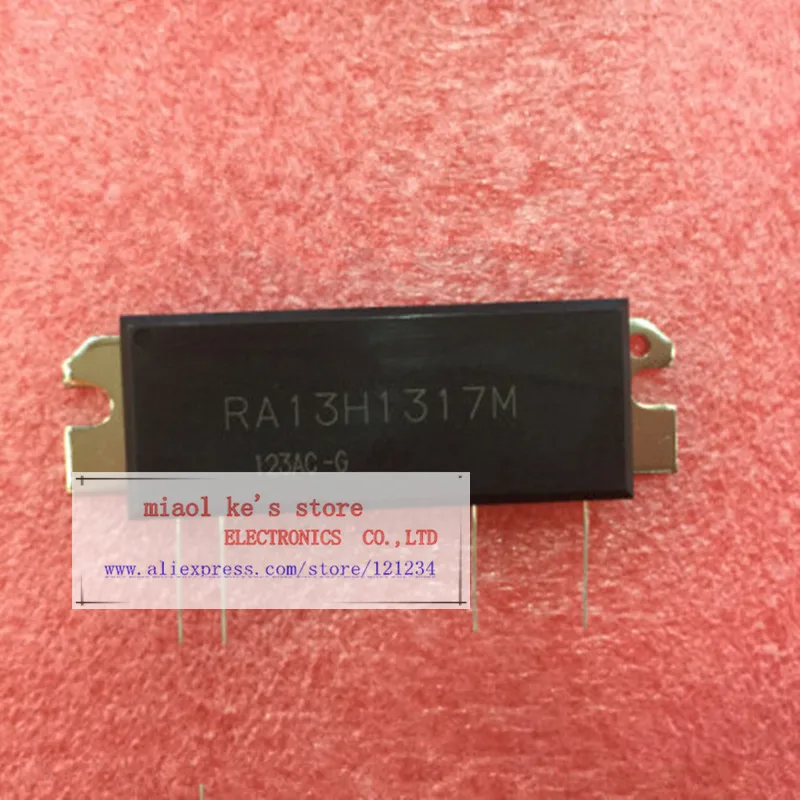 RA13H1317M
123AC-G
miaol ke's store
ELECTRONICS CO.,LTD
www.aliexpress.com/store/121234